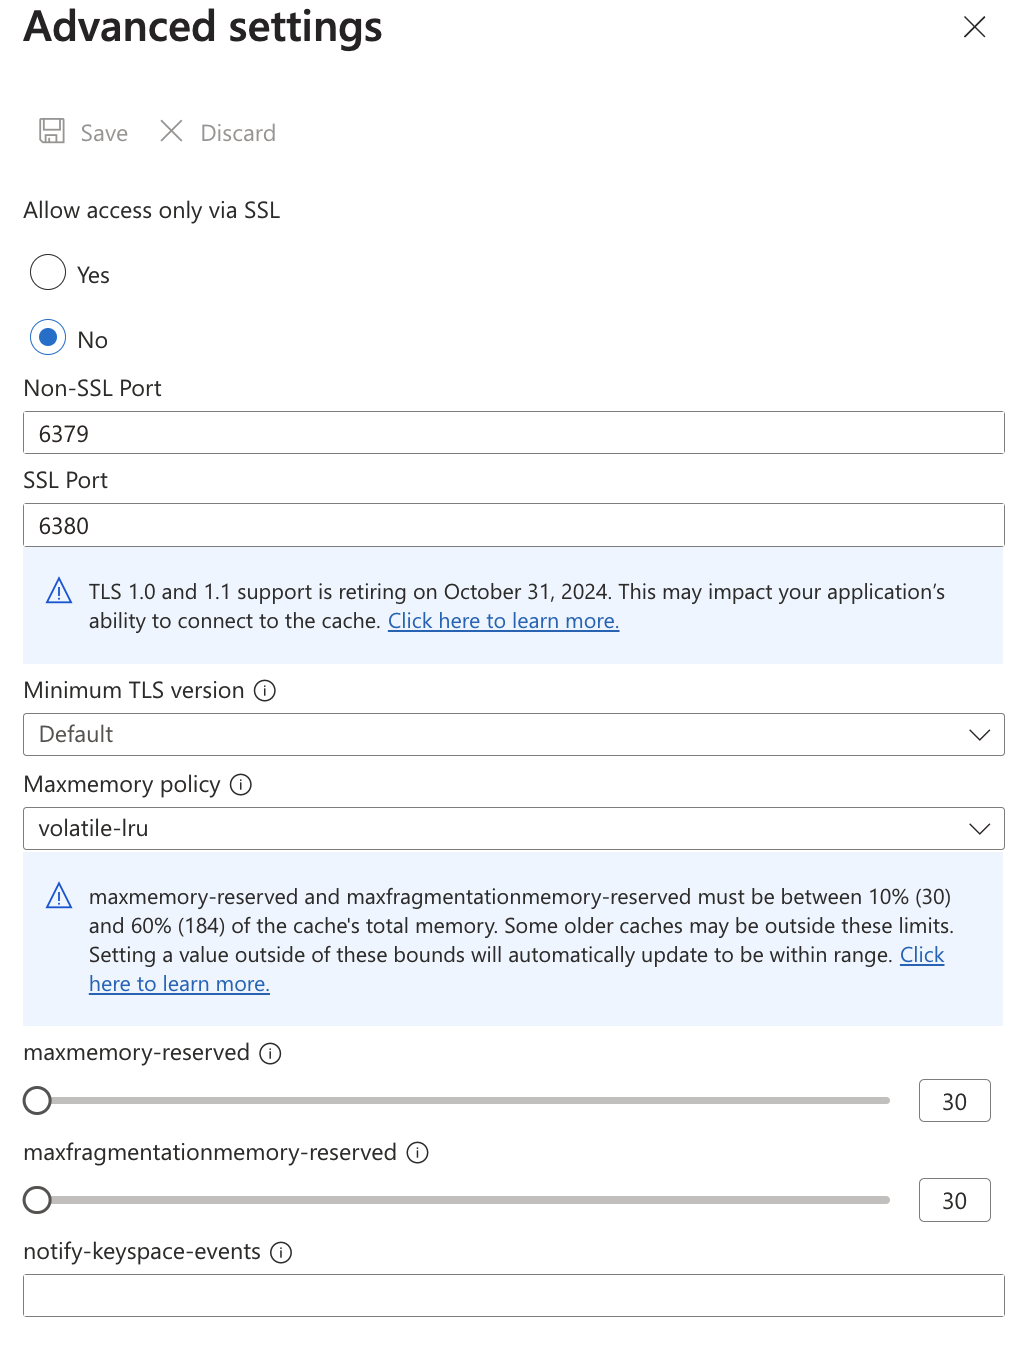 Advanced settings
Save Discard
Allow access only via SSL
Yes
No
Non-SSL Port
6379
SSL Port
6380
TLS 1.0 and 1.1 support is retiring on October 31, 2024. This may impact your application’s
ability to connect to the cache. Click here to learn more.
Minimum TLS version
Default
Maxmemory policy
volatile-lru
maxmemory-reserved and maxfragmentationmemory-reserved must be between 10% (30)
and 60% (184) of the cache's total memory. Some older caches may be outside these limits.
Setting a value outside of these bounds will automatically update to be within range. Click
here to learn more.
maxmemory-reserved
30
maxfragmentationmemory-reserved
30
notify-keyspace-events